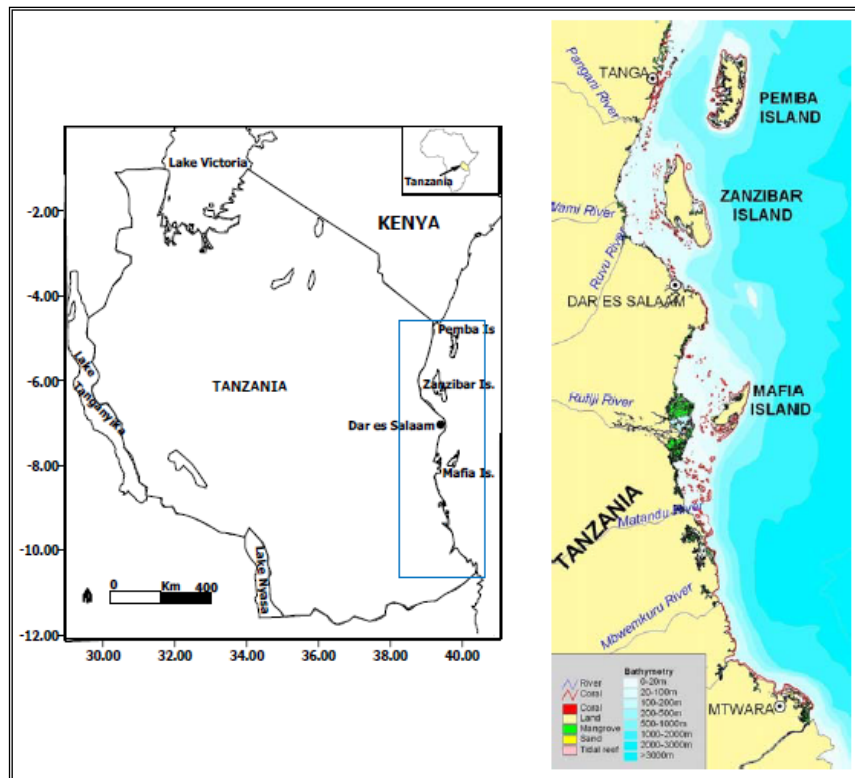 Lake Victoria
Tanzania
KENYA
-2.00
-4.00
-6.00
-8.00
-10.00
-12.00
Pemba Is
Zanzibar Is.
TANZANIA
Dar es Salaam
Mafia Is.
Lake
Tanganyika
Lake Nyasa
0 Km 400
30.00 32.00 34.00 36.00 38.00 40.00
TANGA
Pangani River
PEMIBA
ISLAND
ZANZIBAR
ISLAND
Wami River
Ruvu River
DAR ES SALAAM
MAFIA
ISLAND
Rufiji River
TANZANIA
Matandu River
Mbwemkuru River
MTWARA
River
Coral
Coral
Land
Mangrove
Sand
Tidal reef
Bathymetry
0-20m
20-100m
100-200m
200-500m
500-1000m
1000-2000m
2000-3000m
>3000m